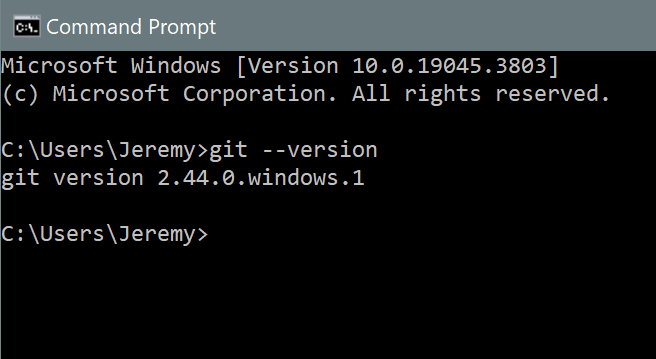 Command Prompt
Microsoft Windows [Version 10.0.19045.3803]
(c) Microsoft Corporation. All rights reserved.
C:\Users\Jeremy>git --version
git version 2.44.0.windows.1
C:\Users\Jeremy>